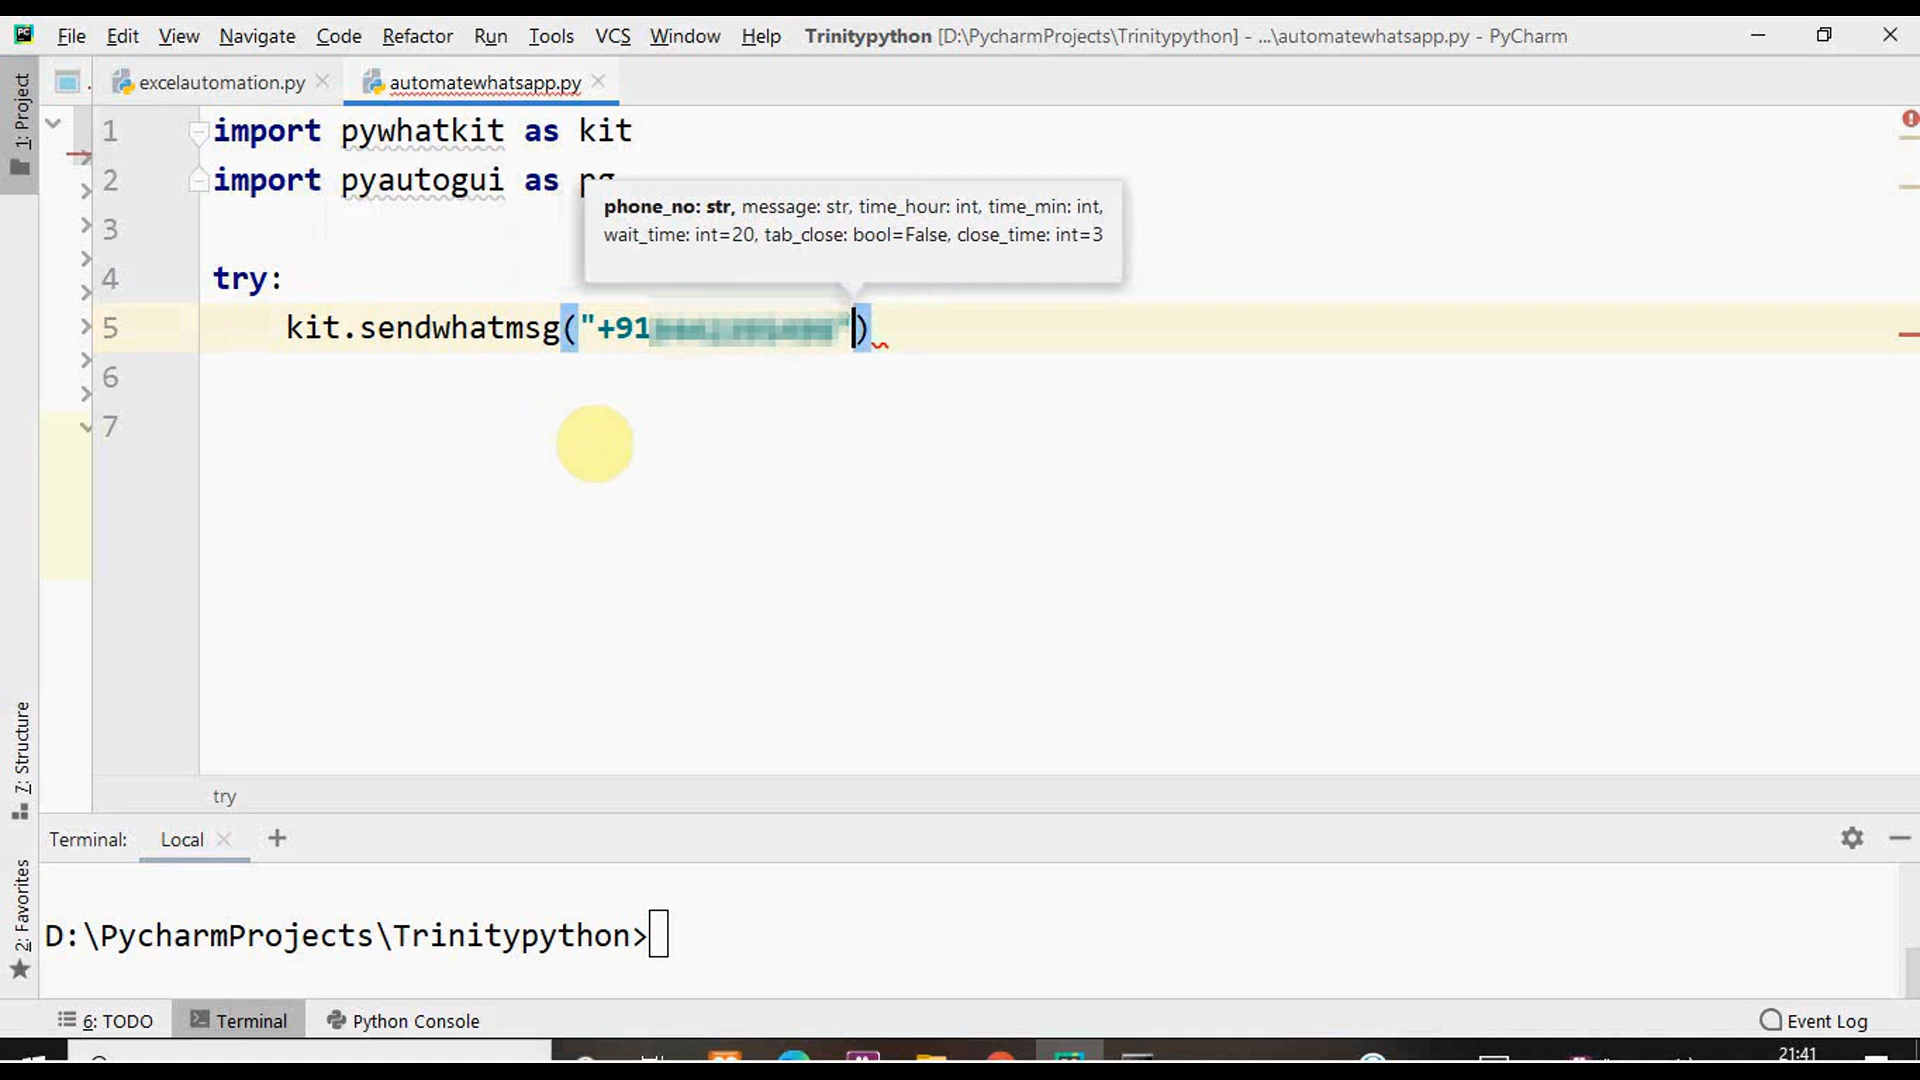 File Edit View Navigate Code Refactor Run Tools VCS Window Help Trinitypython [D:\PycharmProjects\Trinitypython] - ...\automatewhatsapp.py - PyCharm
1: Project
. excelautomation.py automatewhatsapp.py
1 import pywhatkit as kit
2 import pyautogui as pg
phone_no: str, message: str, time_hour: int, time_min: int,
wait_time: int=20, tab_close: bool=False, close_time: int=3
3
4 try:
5 kit.sendwhatmsg("+91")
6
7
try
7: Structure
2: Favorites
Terminal: Local +
D:\PycharmProjects\Trinitypython>
6: TODO Terminal Python Console Event Log
21:41